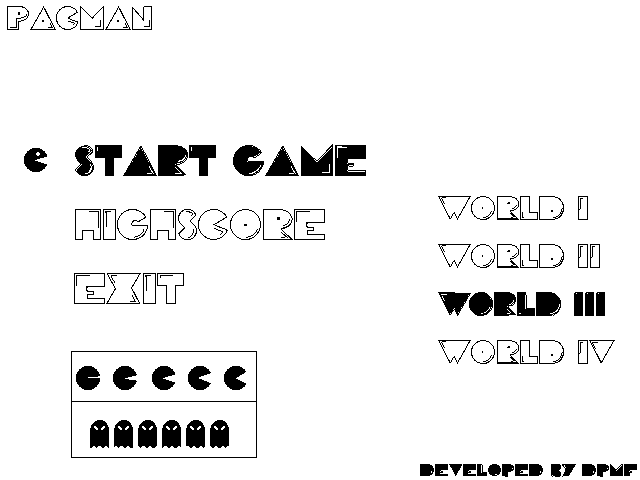 PACMAN
START GAME
HIGHSCORE
EXIT
WORLD I
WORLD II
WORLD III
WORLD IV
DEVELOPED BY DPMF